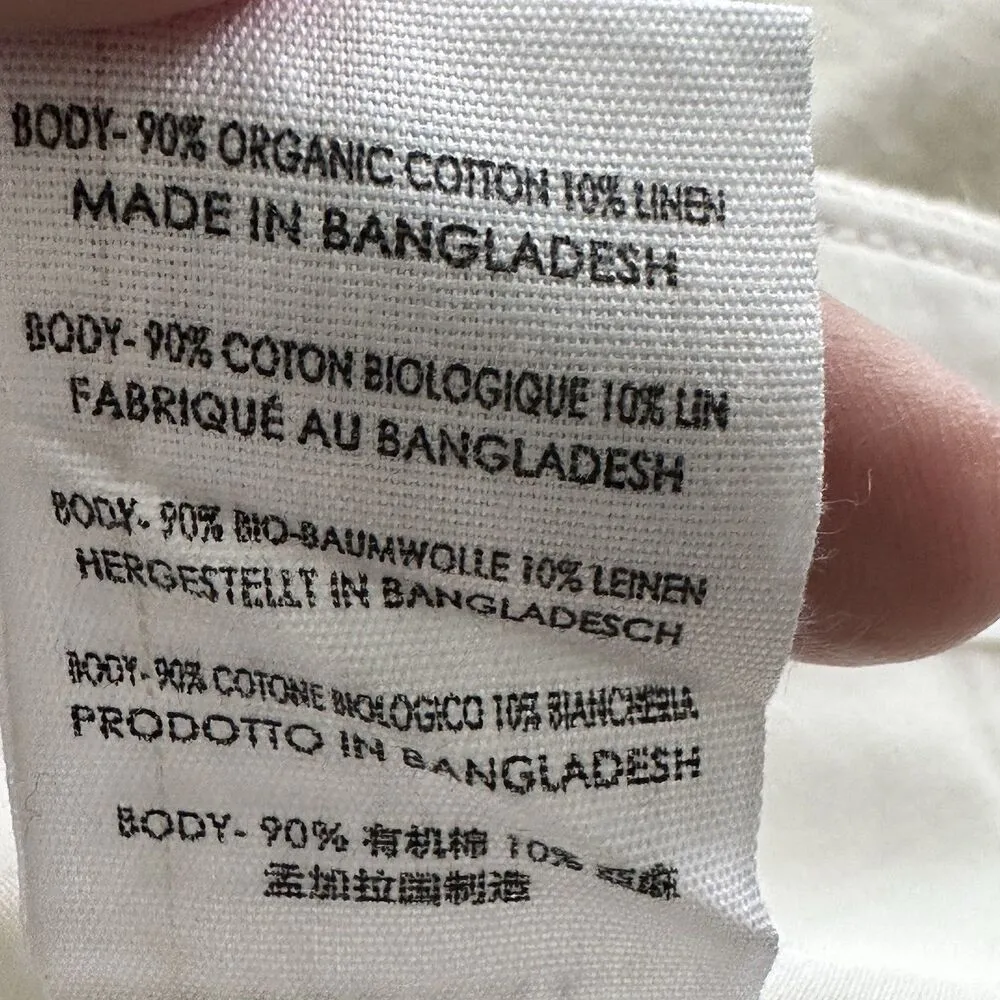 BODY- 90% ORGANIC COTTON 10% LINEN
MADE IN BANGLADESH
BODY- 90% COTON BIOLOGIQUE 10% LIN
FABRIQUÉ AU BANGLADESH
BODY- 90% BIO-BAUMWOLLE 10% LEINEN
HERGESTELLT IN BANGLADESCH
BODY- 90% COTONE BIOLOGICO 10% BIANCHERIA
PRODOTTO IN BANGLADESH
BODY- 90% 有机棉 10%
孟加拉国制造